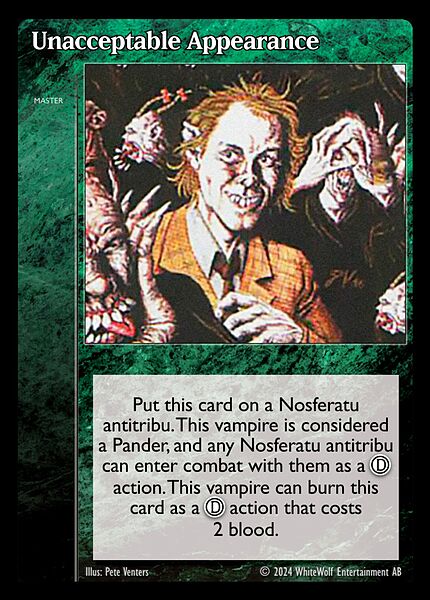 Unacceptable Appearance
MASTER
Put this card on a Nosferatu
antitribu. This vampire is considered
a Pander, and any Nosferatu antitribu
can enter combat with them as a Ⓓ
action. This vampire can burn this
card as a Ⓓ action that costs
2 blood.
Illus: Pete Venters © 2024 WhiteWolf Entertainment AB